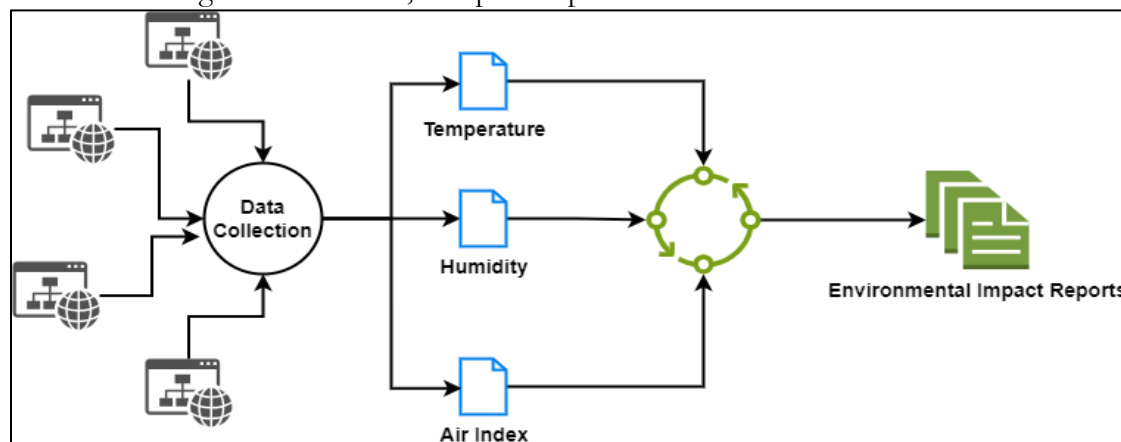 Temperature
Data
Collection
Humidity
Environmental Impact Reports
Air Index